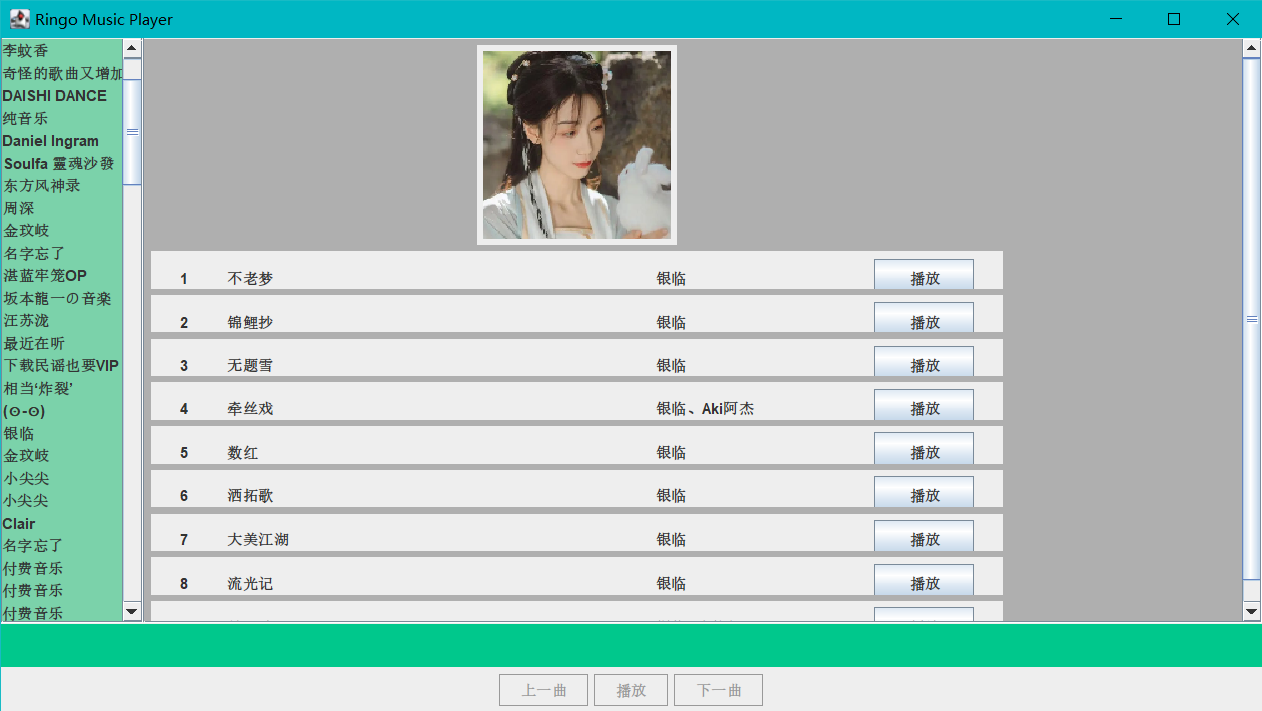 Ringo Music Player
李蚊香
奇怪的歌曲又增加
DAISHI DANCE
纯音乐
Daniel Ingram
Soulfa 靈魂沙發
东方风神录
周深
金玟岐
名字忘了
湛蓝牢笼OP
坂本龍一の音楽
汪苏泷
最近在听
下载民谣也要VIP
相当‘炸裂’
(ʘ-ʘ)
银临
金玟岐
小尖尖
小尖尖
Clair
名字忘了
付费音乐
付费音乐
付费音乐
1 不老梦 银临 播放
2 锦鲤抄 银临 播放
3 无题雪 银临 播放
4 牵丝戏 银临、Aki阿杰 播放
5 数红 银临 播放
6 洒拓歌 银临 播放
7 大美江湖 银临 播放
8 流光记 银临 播放
上一曲 播放 下一曲